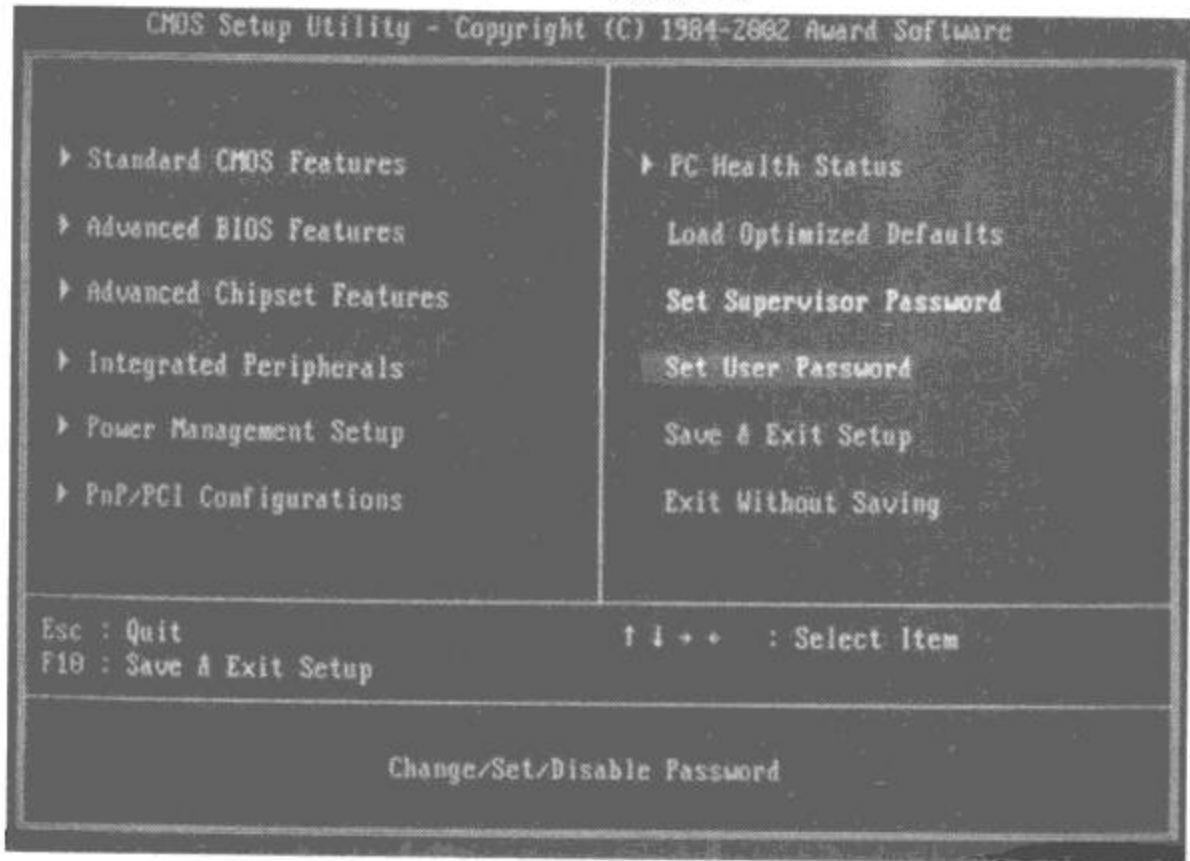 CMOS Setup Utility - Copyright (C) 1984-2002 Award Software
▶ Standard CMOS Features
▶ Advanced BIOS Features
▶ Advanced Chipset Features
▶ Integrated Peripherals
▶ Power Management Setup
▶ PnP/PCI Configurations
▶ PC Health Status
Load Optimized Defaults
Set Supervisor Password
Set User Password
Save & Exit Setup
Exit Without Saving
Esc : Quit
F10 : Save & Exit Setup
↑ ↓ → ← : Select Item
Change/Set/Disable Password